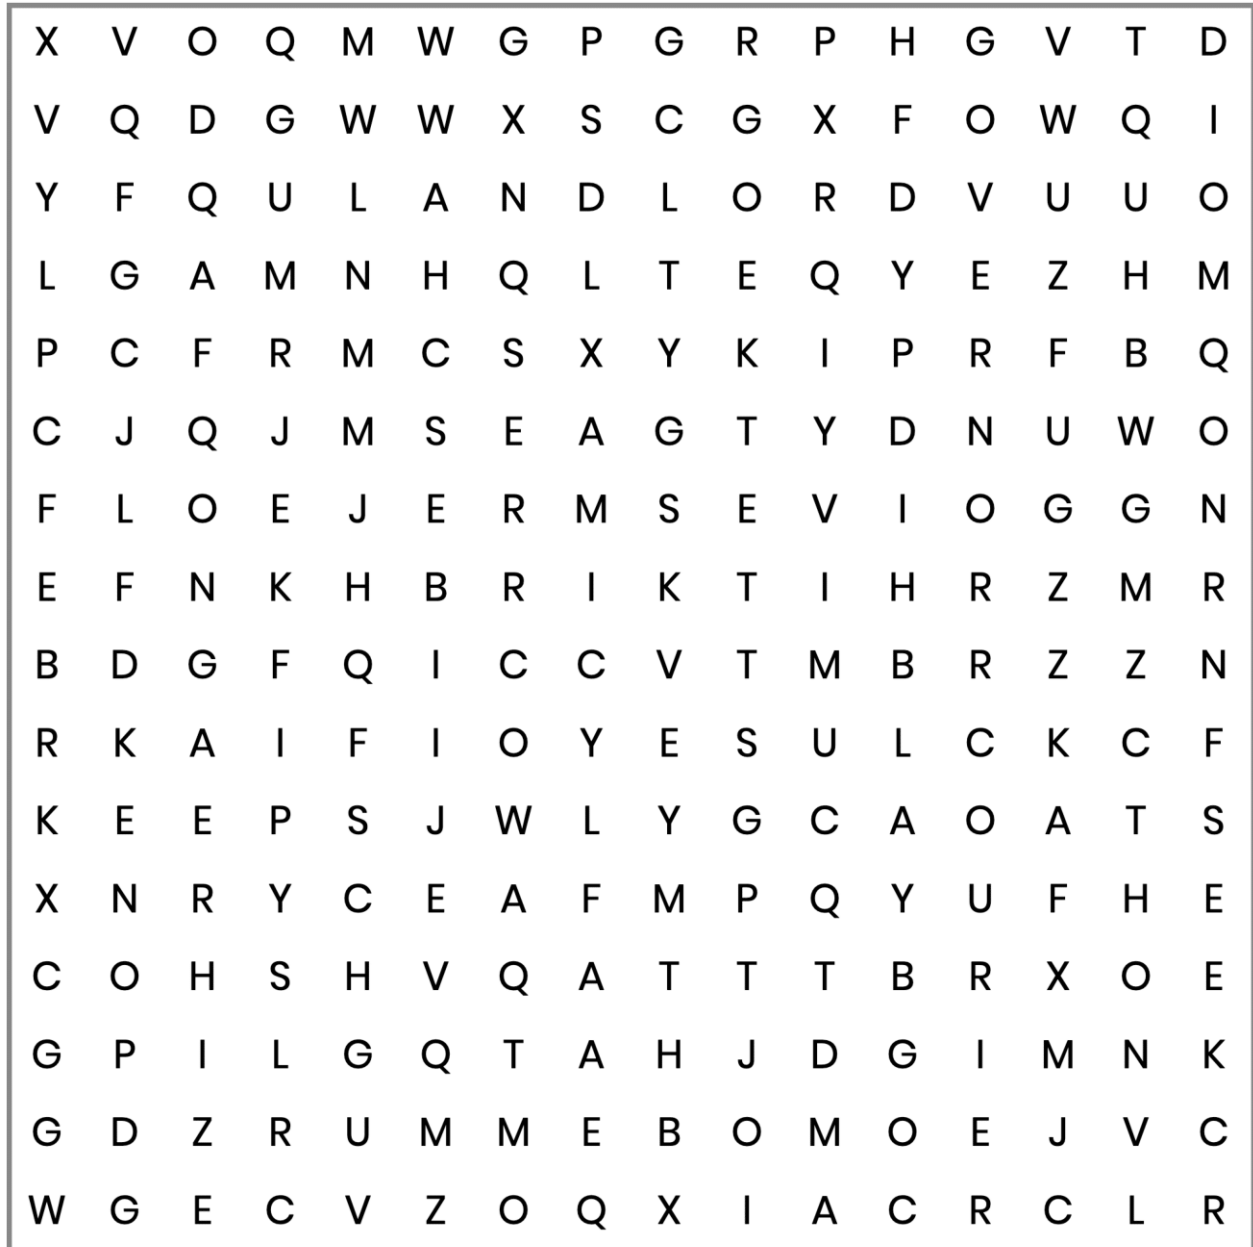 X V O Q M W G P G R P H G V T D
V Q D G W W X S C G X F O W Q I
Y F Q U L A N D L O R D V U U O
L G A M N H Q L T E Q Y E Z H M
P C F R M C S X Y K I P R F B Q
C J Q J M S E A G T Y D N U W O
F L O E J E R M S E V I O G G N
E F N K H B R I K T I H R Z M R
B D G F Q I C C V T M B R Z Z N
R K A I F I O Y E S U L C K C F
K E E P S J W L Y G C A O A T S
X N R Y C E A F M P Q Y U F H E
C O H S H V Q A T T T B R X O E
G P I L G Q T A H J D G I M N K
G D Z R U M M E B O M O E J V C
W G E C V Z O Q X I A C R C L R